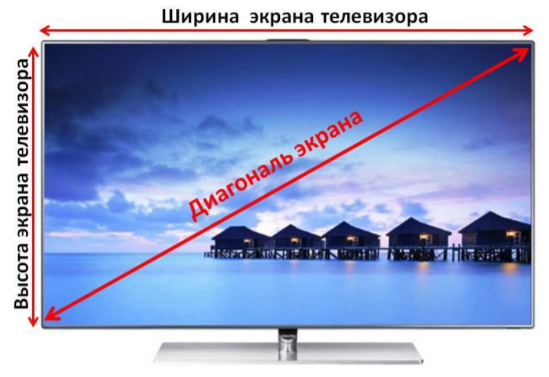 Ширина экрана телевизора
Высота экрана телевизора
Диагональ экрана